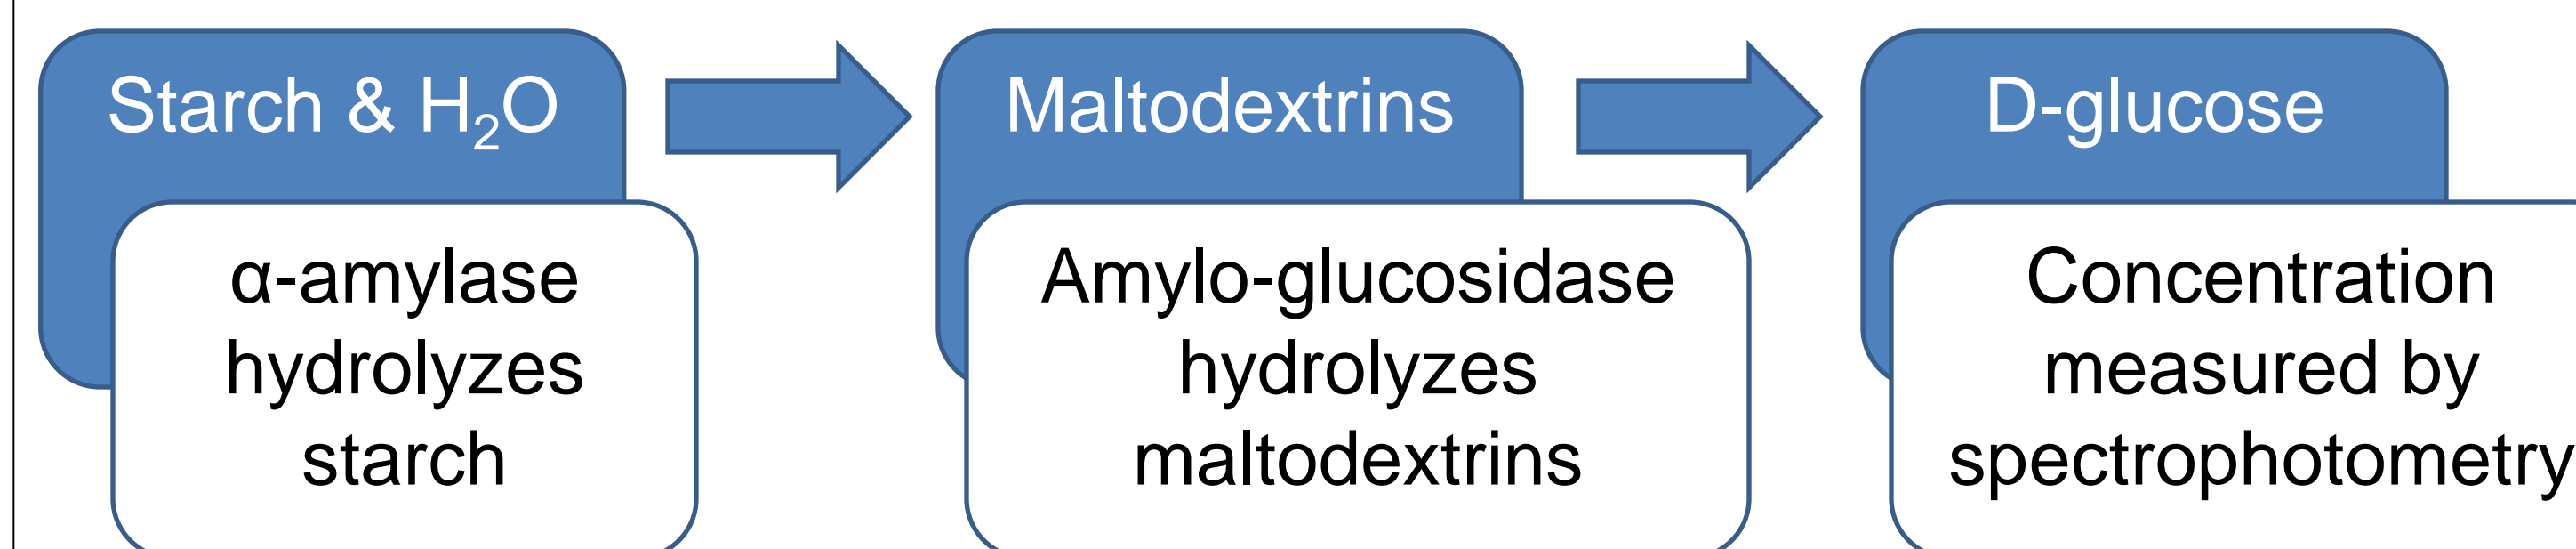 Starch & H₂O
α-amylase
hydrolyzes
starch
Maltodextrins
Amylo-glucosidase
hydrolyzes
maltodextrins
D-glucose
Concentration
measured by
spectrophotometry